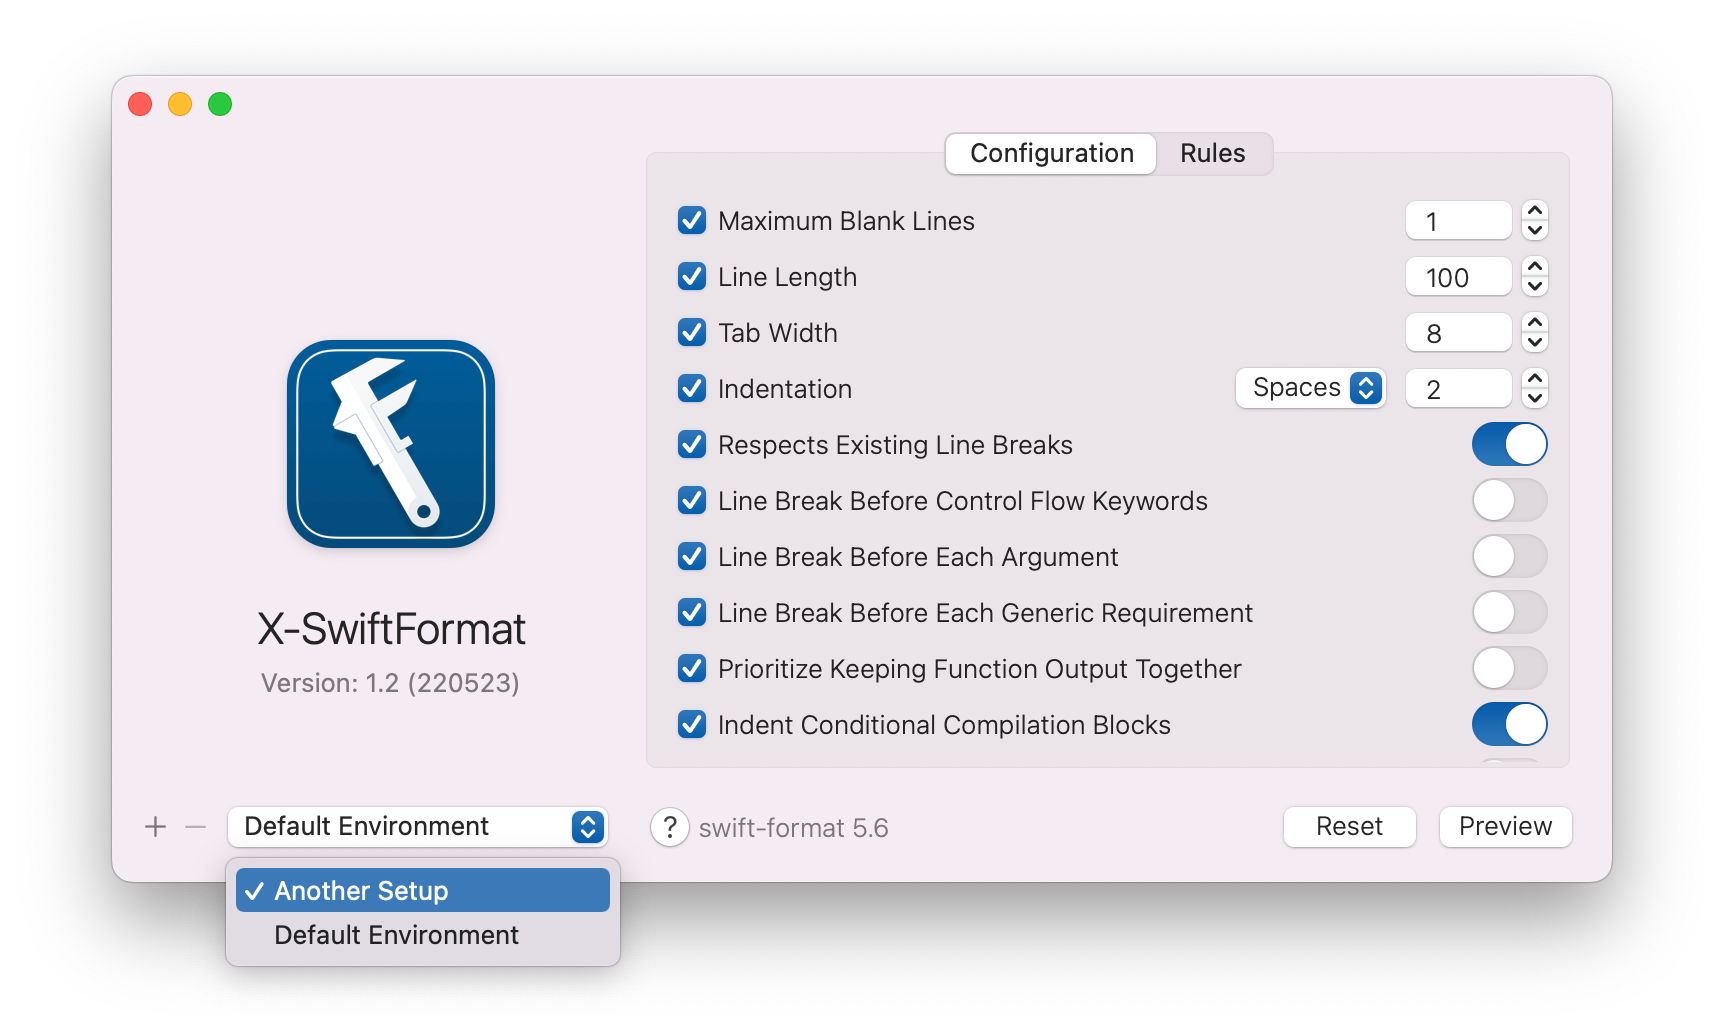 Configuration Rules
Maximum Blank Lines 1
Line Length 100
Tab Width 8
Indentation Spaces 2
Respects Existing Line Breaks
Line Break Before Control Flow Keywords
Line Break Before Each Argument
Line Break Before Each Generic Requirement
Prioritize Keeping Function Output Together
Indent Conditional Compilation Blocks
X-SwiftFormat
Version: 1.2 (220523)
+ − Default Environment
? swift-format 5.6 Reset Preview
✓ Another Setup
Default Environment